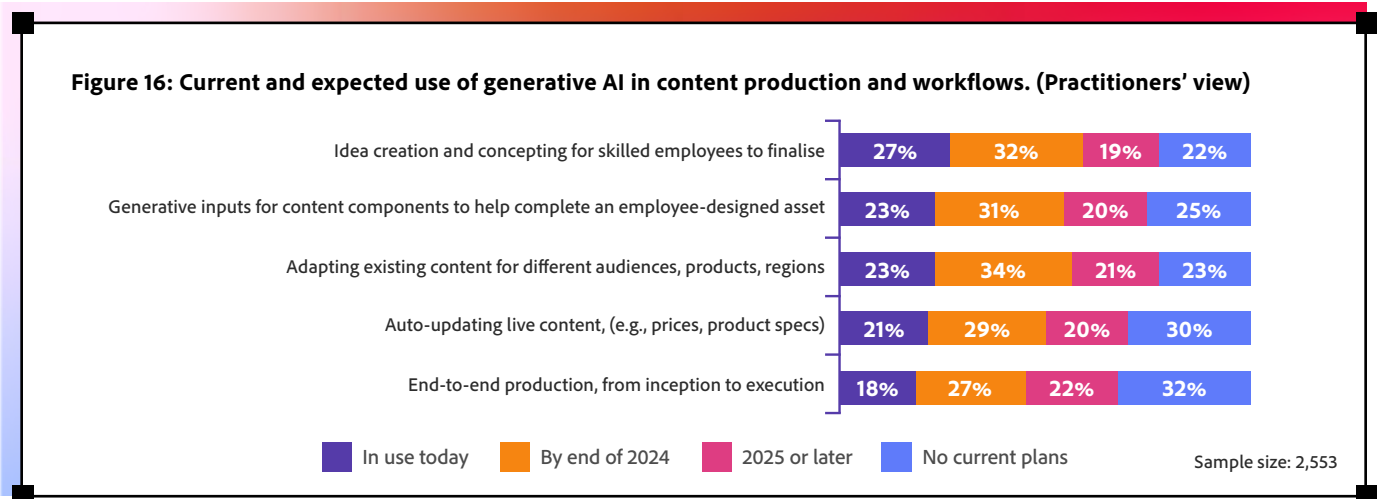 Figure 16: Current and expected use of generative AI in content production and workflows. (Practitioners’ view)
Idea creation and concepting for skilled employees to finalise 27% 32% 19% 22%
Generative inputs for content components to help complete an employee-designed asset 23% 31% 20% 25%
Adapting existing content for different audiences, products, regions 23% 34% 21% 23%
Auto-updating live content, (e.g., prices, product specs) 21% 29% 20% 30%
End-to-end production, from inception to execution 18% 27% 22% 32%
In use today By end of 2024 2025 or later No current plans
Sample size: 2,553